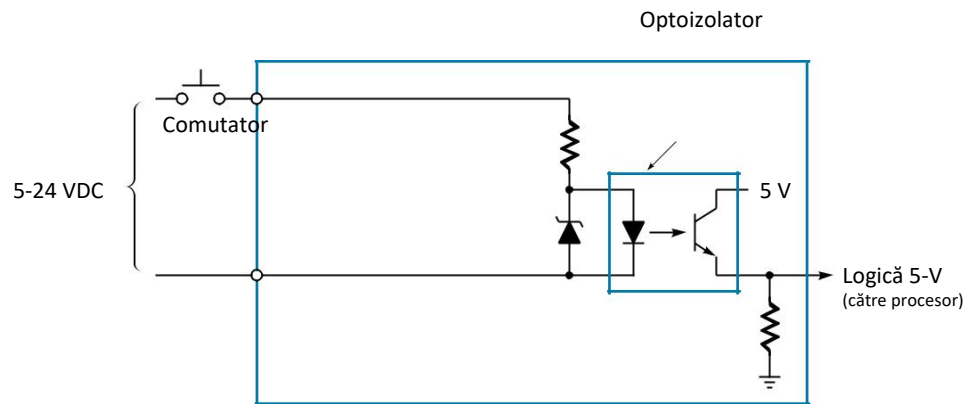 Optoizolator
Comutator
5-24 VDC
5 V
Logică 5-V
(către procesor)